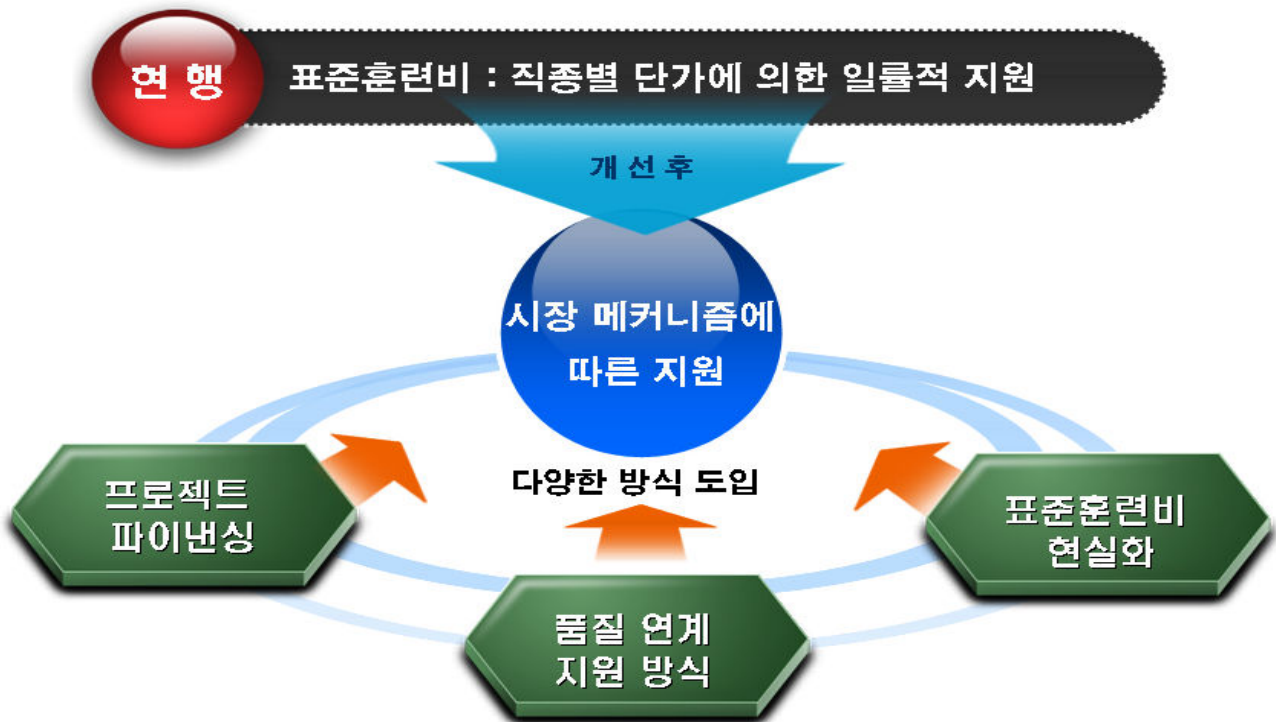 현 행
표준훈련비 : 직종별 단가에 의한 일률적 지원
개 선 후
시장 메커니즘에
따른 지원
다양한 방식 도입
프로젝트
파이낸싱
표준훈련비
현실화
품질 연계
지원 방식